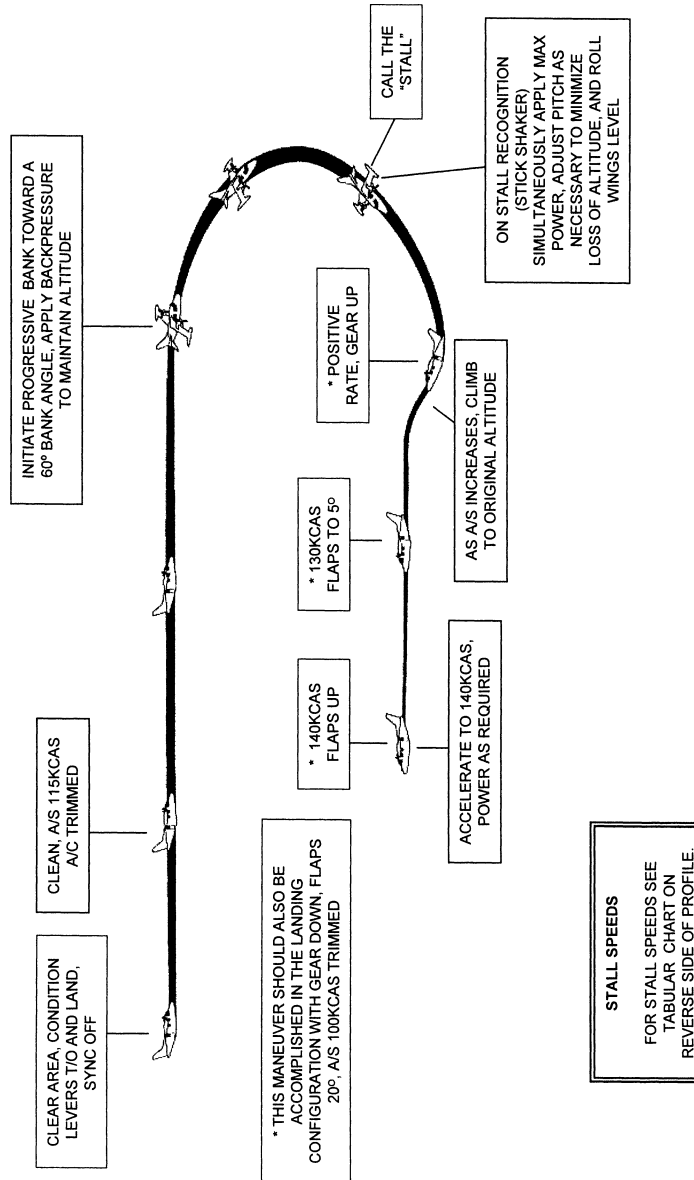 CLEAR AREA, CONDITION
LEVERS T/O AND LAND,
SYNC OFF
CLEAN, A/S 115KCAS
A/C TRIMMED
INITIATE PROGRESSIVE BANK TOWARD A
60º BANK ANGLE, APPLY BACKPRESSURE
TO MAINTAIN ALTITUDE
CALL THE
"STALL"
ON STALL RECOGNITION
(STICK SHAKER)
SIMULTANEOUSLY APPLY MAX
POWER, ADJUST PITCH AS
NECESSARY TO MINIMIZE
LOSS OF ALTITUDE, AND ROLL
WINGS LEVEL
* POSITIVE
RATE, GEAR UP
AS A/S INCREASES, CLIMB
TO ORIGINAL ALTITUDE
* 130KCAS
FLAPS TO 5º
* 140KCAS
FLAPS UP
ACCELERATE TO 140KCAS,
POWER AS REQUIRED
* THIS MANEUVER SHOULD ALSO BE
ACCOMPLISHED IN THE LANDING
CONFIGURATION WITH GEAR DOWN, FLAPS
20º, A/S 100KCAS TRIMMED
STALL SPEEDS
FOR STALL SPEEDS SEE
TABULAR CHART ON
REVERSE SIDE OF PROFILE.